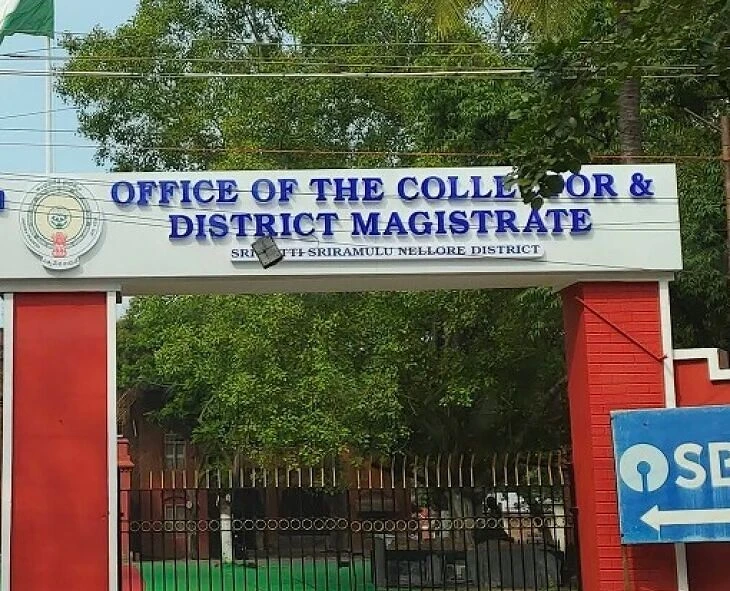 OFFICE OF THE &
DISTRICT MAGISTRATE
SRIRAMULU NELLORE DISTRICT